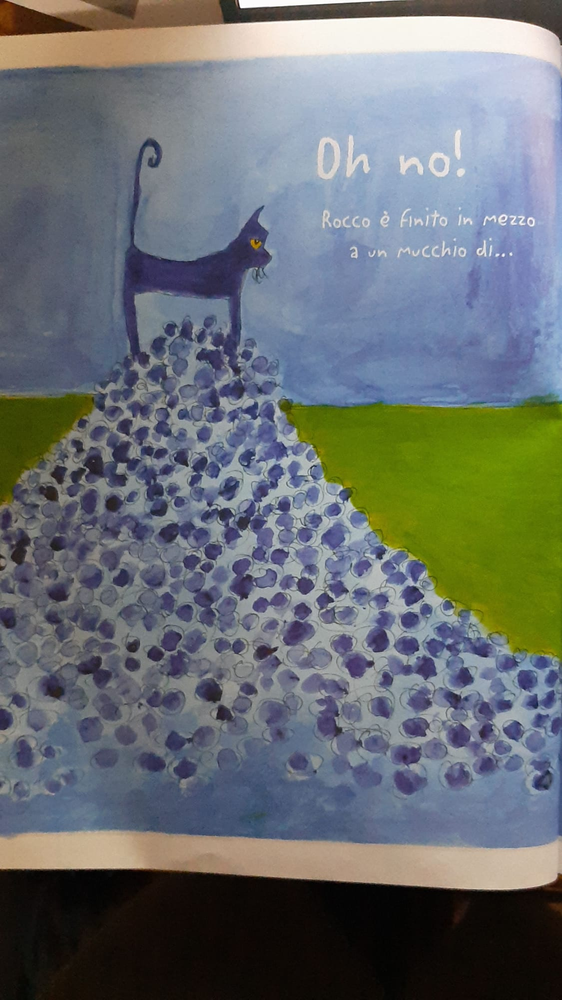 Oh no!
Rocco è finito in mezzo
a un mucchio di...